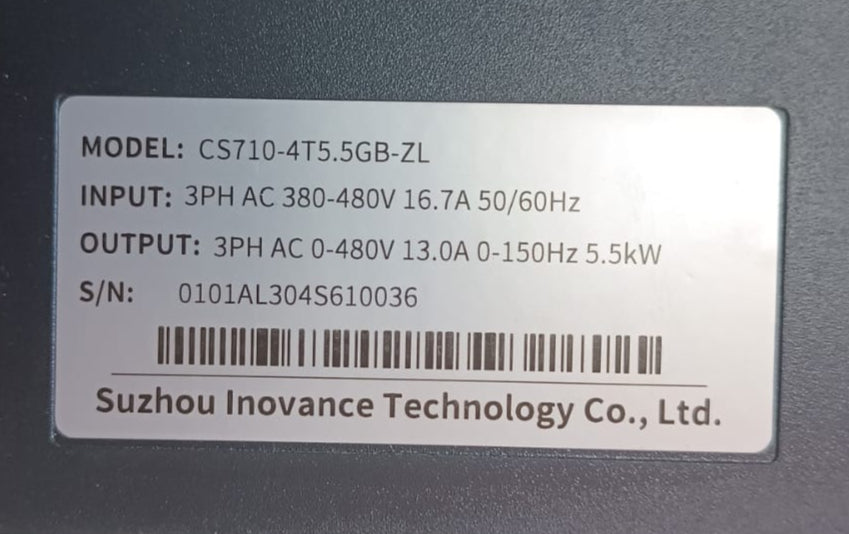 MODEL: CS710-4T5.5GB-ZL
INPUT: 3PH AC 380-480V 16.7A 50/60Hz
OUTPUT: 3PH AC 0-480V 13.0A 0-150Hz 5.5kW
S/N: 0101AL304S610036
Suzhou Inovance Technology Co., Ltd.